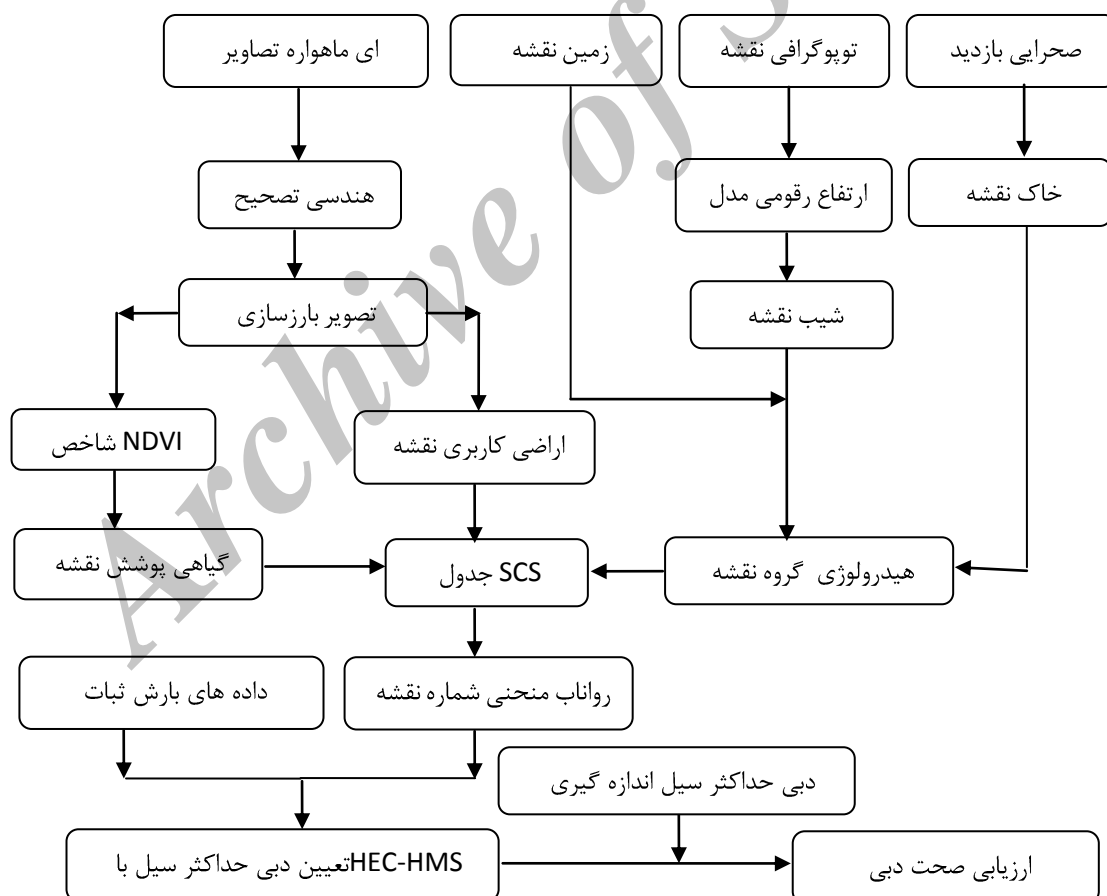 صحرایی بازدید
توپوگرافی نقشه
زمین نقشه
ای ماهواره تصاویر
خاک نقشه
ارتفاع رقومی مدل
هندسی تصحیح
شیب نقشه
تصویر بارزسازی
اراضی کاربری نقشه
NDVI شاخص
هیدرولوژی گروه نقشه
SCS جدول
گیاهی پوشش نقشه
رواناب منحنی شماره نقشه
داده های بارش ثبات
دبی حداکثر سیل اندازه گیری
ارزیابی صحت دبی
HEC-HMSتعیین دبی حداکثر سیل با
Archive of S